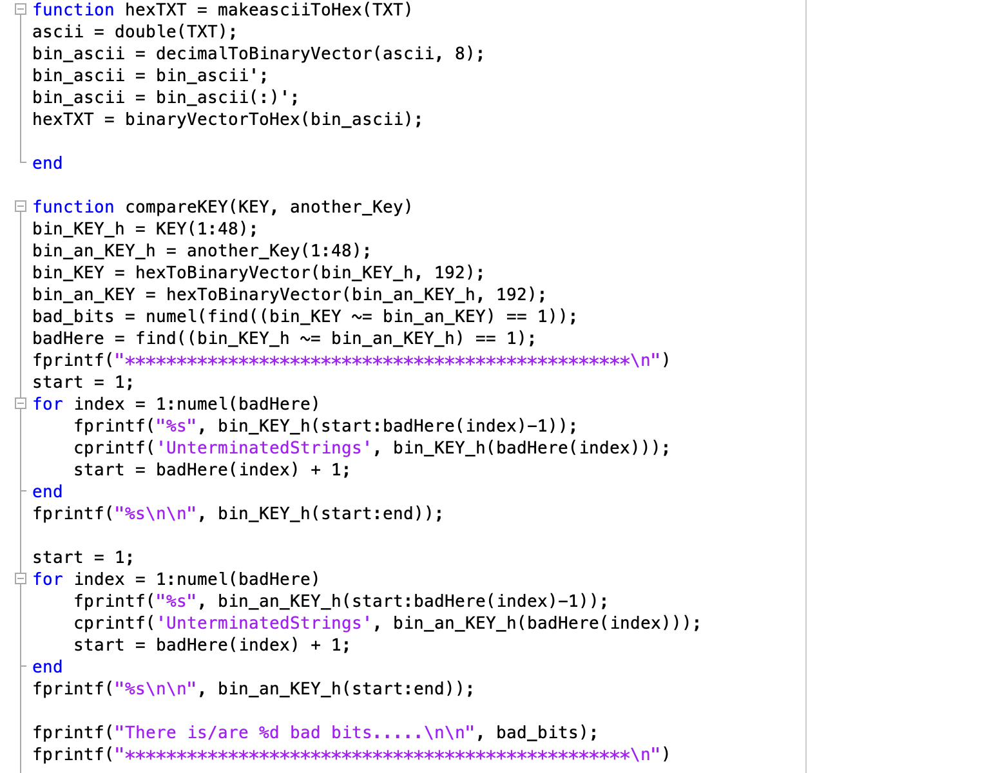 function hexTXT = makeasciiToHex(TXT)
ascii = double(TXT);
bin_ascii = decimalToBinaryVector(ascii, 8);
bin_ascii = bin_ascii';
bin_ascii = bin_ascii(:)';
hexTXT = binaryVectorToHex(bin_ascii);

end

function compareKEY(KEY, another_Key)
bin_KEY_h = KEY(1:48);
bin_an_KEY_h = another_Key(1:48);
bin_KEY = hexToBinaryVector(bin_KEY_h, 192);
bin_an_KEY = hexToBinaryVector(bin_an_KEY_h, 192);
bad_bits = numel(find((bin_KEY ~= bin_an_KEY) == 1));
badHere = find((bin_KEY_h ~= bin_an_KEY_h) == 1);
fprintf("*************************************************\n")
start = 1;
for index = 1:numel(badHere)
    fprintf("%s", bin_KEY_h(start:badHere(index)-1));
    cprintf('UnterminatedStrings', bin_KEY_h(badHere(index)));
    start = badHere(index) + 1;
end
fprintf("%s\n\n", bin_KEY_h(start:end));

start = 1;
for index = 1:numel(badHere)
    fprintf("%s", bin_an_KEY_h(start:badHere(index)-1));
    cprintf('UnterminatedStrings', bin_an_KEY_h(badHere(index)));
    start = badHere(index) + 1;
end
fprintf("%s\n\n", bin_an_KEY_h(start:end));

fprintf("There is/are %d bad bits.....\n\n", bad_bits);
fprintf("*************************************************\n")